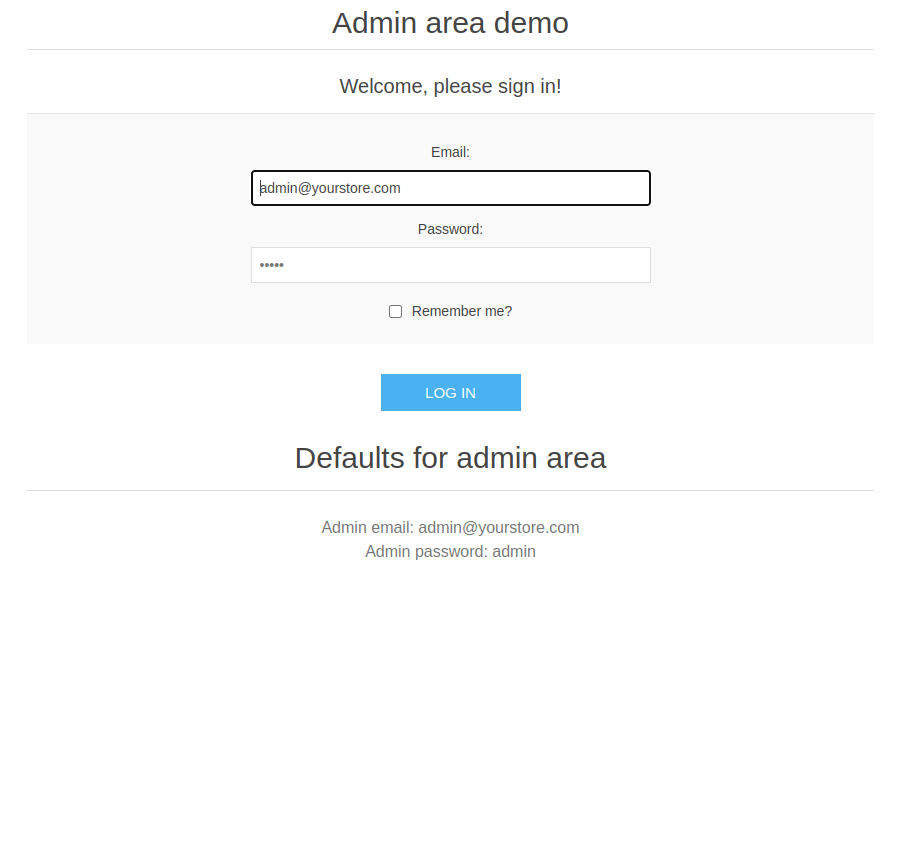 Admin area demo
Welcome, please sign in!
Email:
admin@yourstore.com
Password:
•••••
Remember me?
LOG IN
Defaults for admin area
Admin email: admin@yourstore.com
Admin password: admin